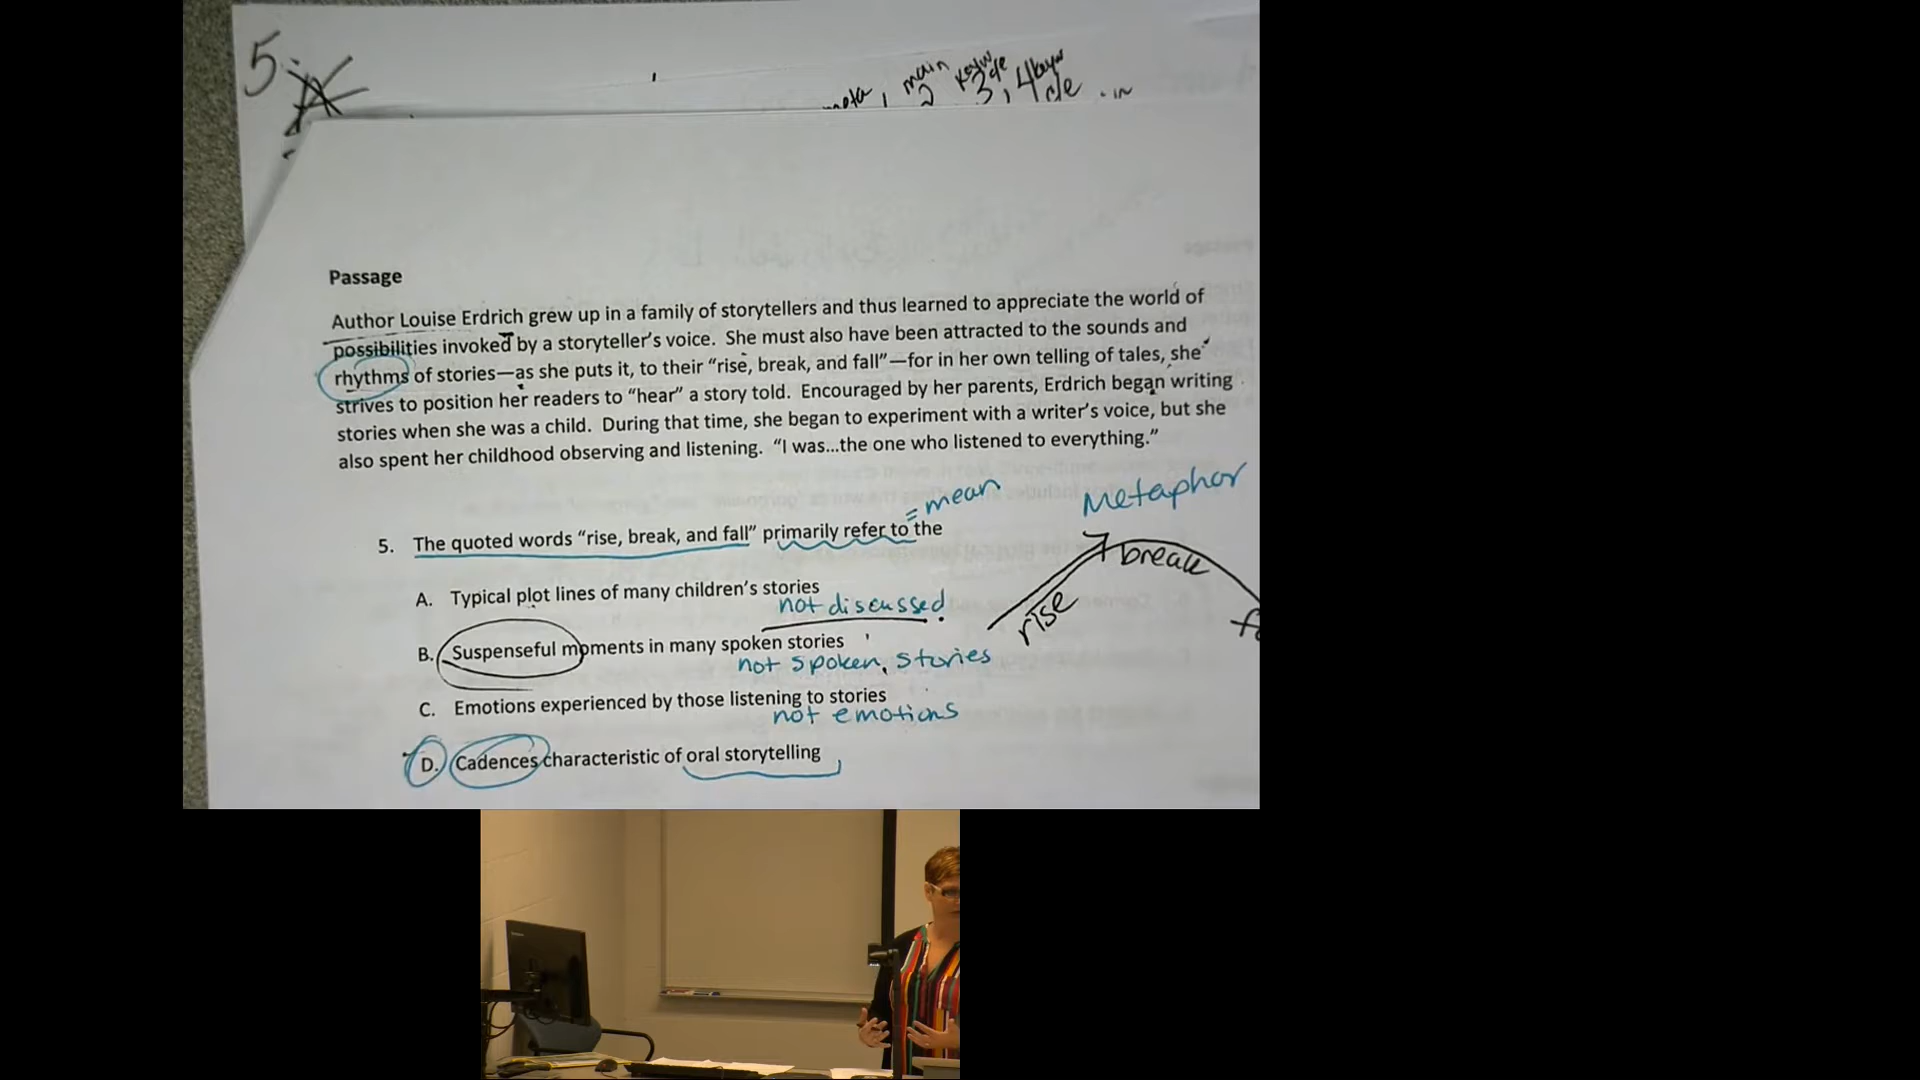 5.
main keyw keyw
meta, 2 3, 4 c/e
Passage
Author Louise Erdrich grew up in a family of storytellers and thus learned to appreciate the world of
possibilities invoked by a storyteller's voice. She must also have been attracted to the sounds and
rhythms of stories—as she puts it, to their “rise, break, and fall”—for in her own telling of tales, she
strives to position her readers to “hear” a story told. Encouraged by her parents, Erdrich began writing
stories when she was a child. During that time, she began to experiment with a writer's voice, but she
also spent her childhood observing and listening. “I was...the one who listened to everything.”
= mean
Metaphor
5. The quoted words “rise, break, and fall” primarily refer to the
break
rise
A. Typical plot lines of many children's stories
not discussed
B. Suspenseful moments in many spoken stories
not spoken, stories
C. Emotions experienced by those listening to stories
not emotions
D. Cadences characteristic of oral storytelling